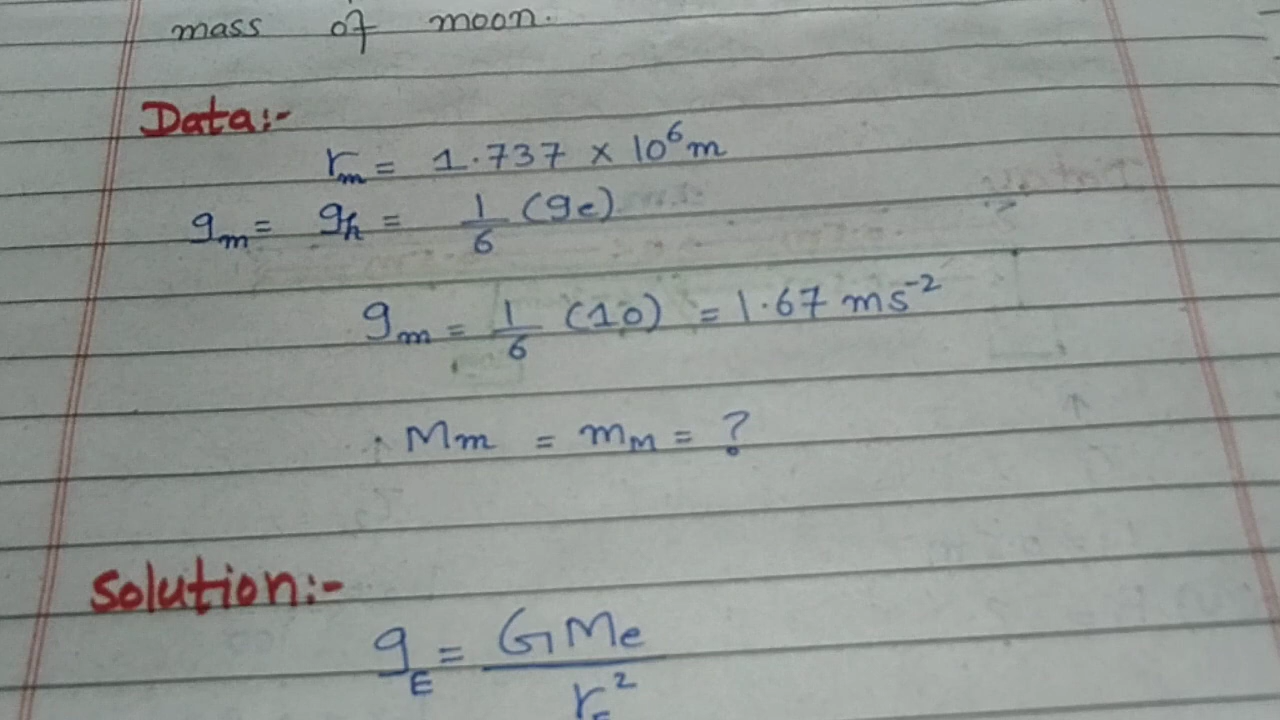 mass of moon.
Data:-
rₘ = 1.737 × 10⁶ m
gₘ = gₕ = 1/6 (ge)
gₘ = 1/6 (10) = 1.67 ms⁻²
Mm = mM = ?
Solution:-
g_E = GMe / r²